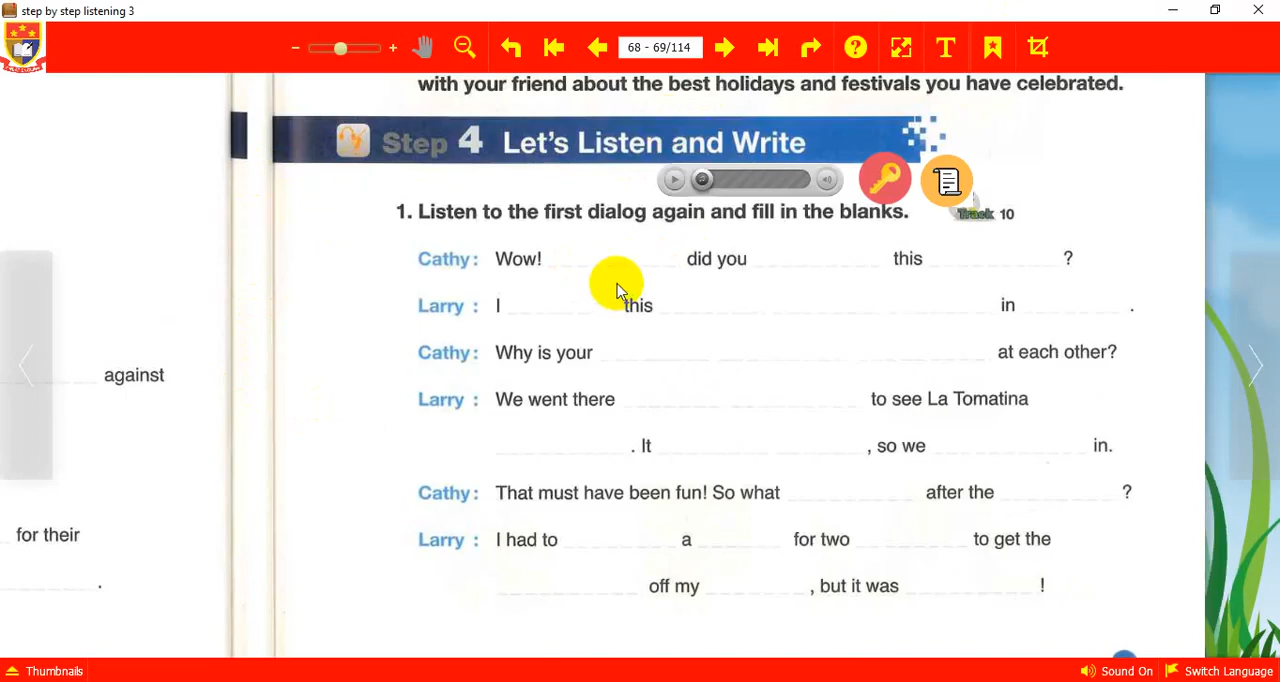 step by step listening 3
68 - 69/114
with your friend about the best holidays and festivals you have celebrated.
Step 4 Let's Listen and Write
1. Listen to the first dialog again and fill in the blanks. Track 10
Cathy: Wow! did you this ?
Larry : I this in .
Cathy: Why is your at each other?
Larry : We went there to see La Tomatina
. It , so we in.
Cathy: That must have been fun! So what after the ?
Larry : I had to a for two to get the
off my , but it was !
against
for their
.
Thumbnails
Sound On
Switch Language